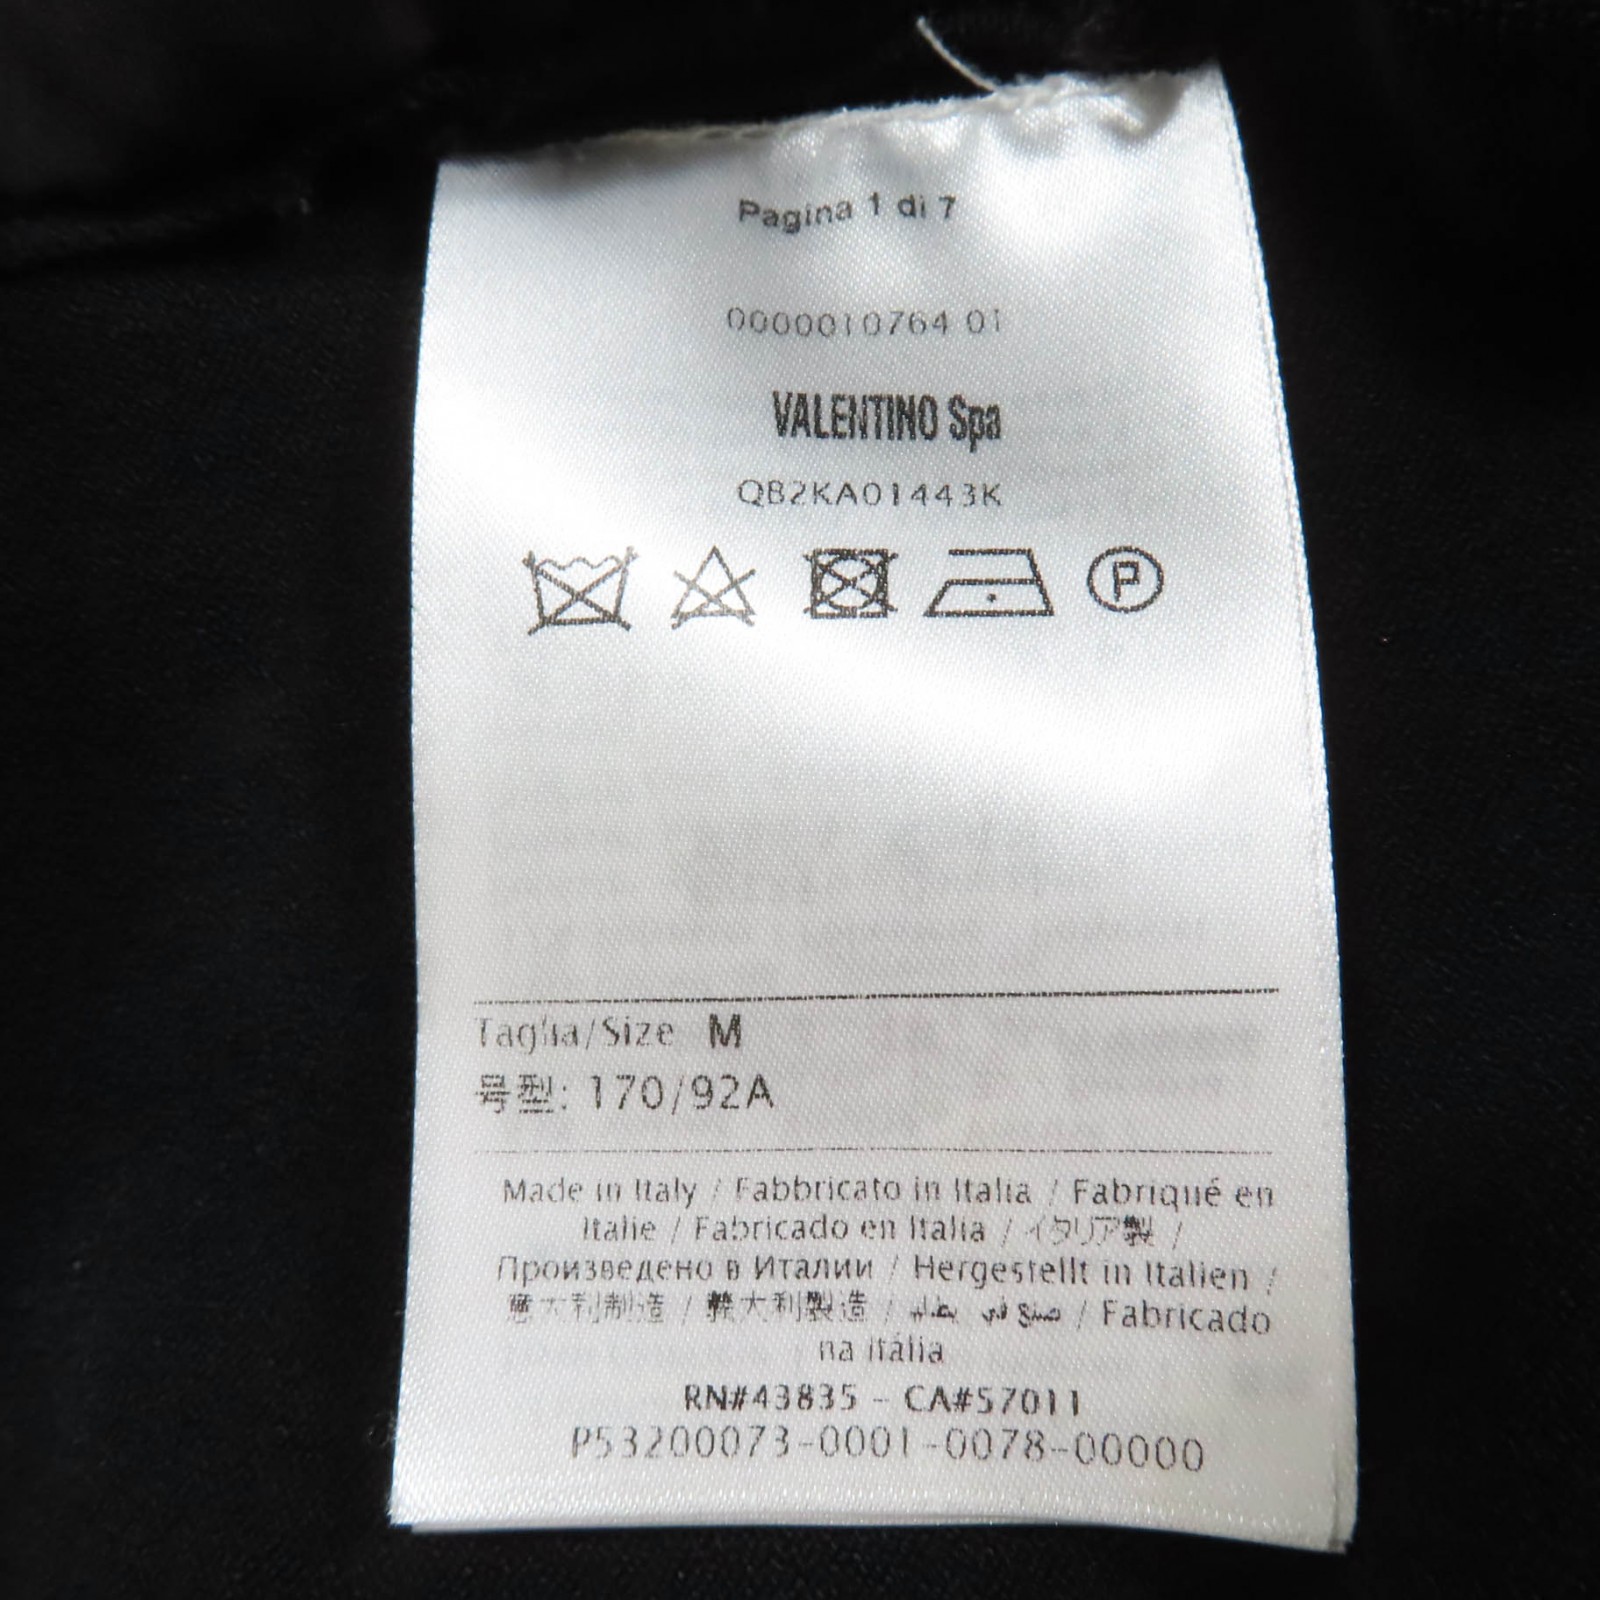 Pagina 1 di 7
0000010764 01
VALENTINO Spa
QB2KA01443K
P
Taglia/Size M
号型: 170/92A
Made in Italy / Fabbricato in Italia / Fabriqué en
Italie / Fabricado en Italia / イタリア製 /
Произведено в Италии / Hergestellt in Italien /
意大利制造 / 義大利製造 / صنع في إيطاليا / Fabricado
na itália
RN#43835 - CA#57011
P53200073-0001-0078-00000